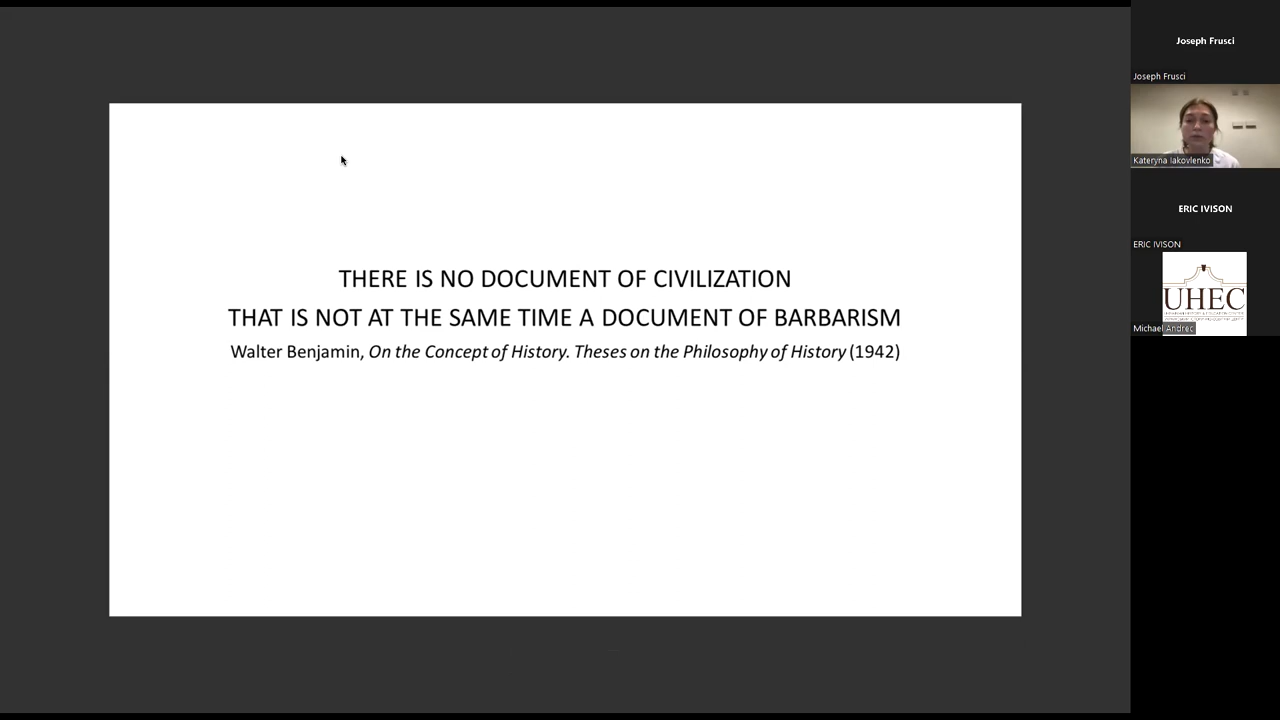 Joseph Frusci
Joseph Frusci
Kateryna Iakovlenko
ERIC IVISON
ERIC IVISON
UHEC
Michael Andrec
THERE IS NO DOCUMENT OF CIVILIZATION
THAT IS NOT AT THE SAME TIME A DOCUMENT OF BARBARISM
Walter Benjamin, On the Concept of History. Theses on the Philosophy of History (1942)